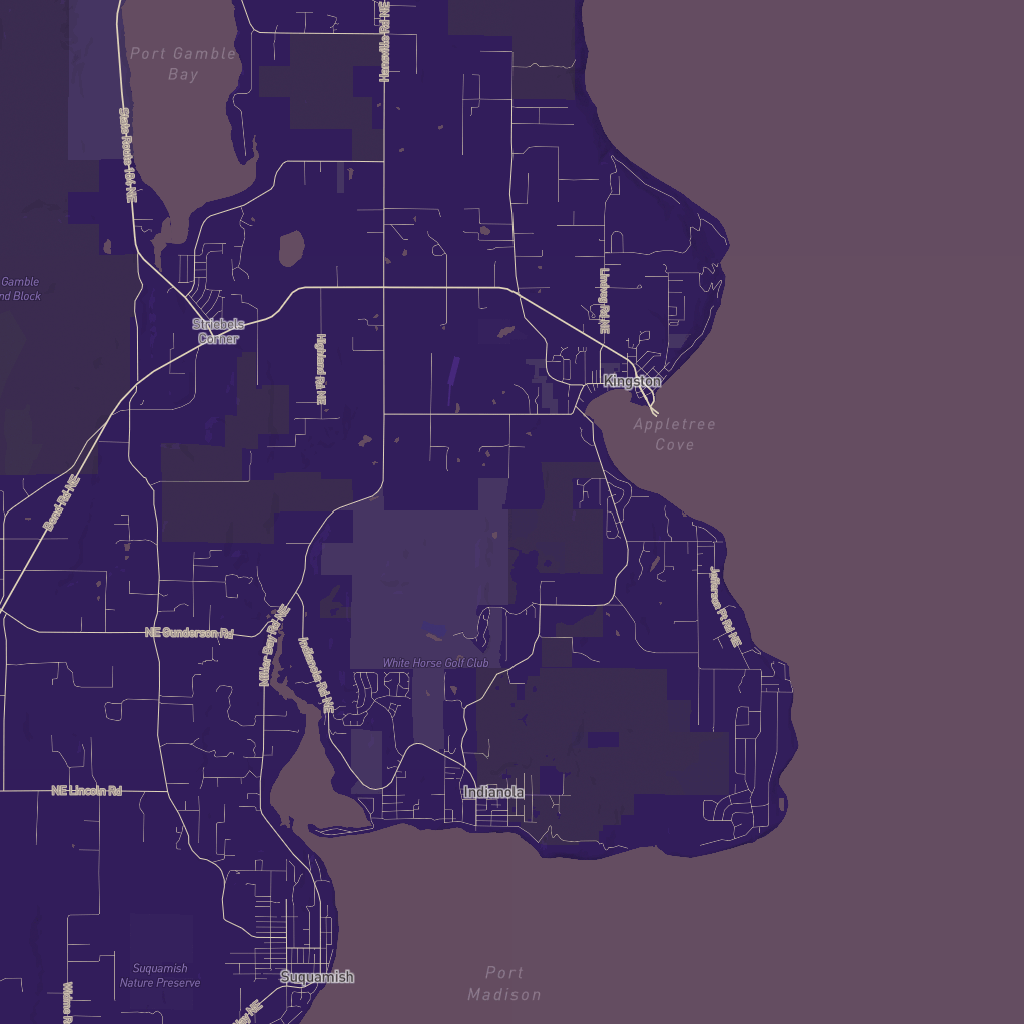 Hansville Rd NE
Port Gamble
Bay
State Route 104 NE
Gamble
nd Block
Lindvog Rd NE
Striebels
Corner
Highland Rd NE
Kingston
Appletree
Cove
Bond Rd NE
Jefferson Pt Rd NE
NE Gunderson Rd
Miller Bay Rd NE
Indianola Rd NE
White Horse Golf Club
NE Lincoln Rd
Indianola
Suquamish
Nature Preserve
Suquamish
Port
Madison